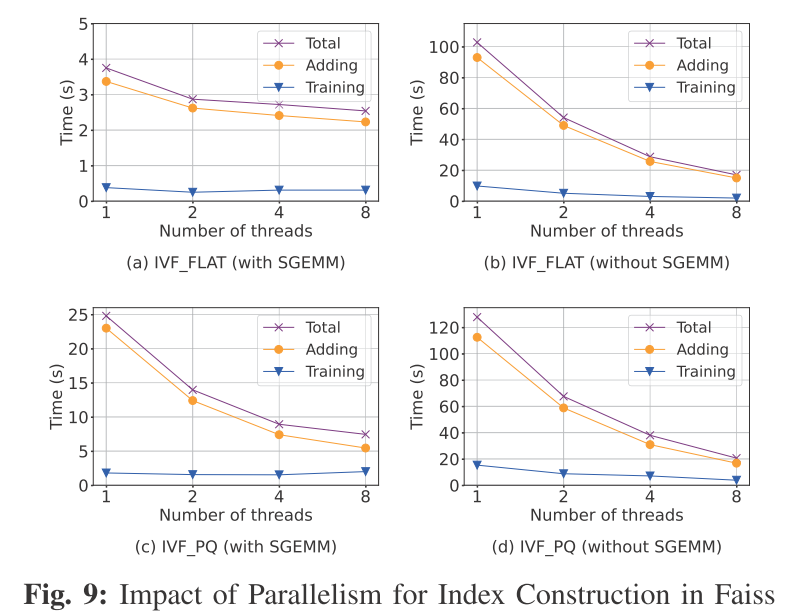 5
4
3
2
1
0
Time (s)
Total
Adding
Training
1 2 4 8
Number of threads
(a) IVF_FLAT (with SGEMM)
100
80
60
40
20
0
Time (s)
Total
Adding
Training
1 2 4 8
Number of threads
(b) IVF_FLAT (without SGEMM)
25
20
15
10
5
0
Time (s)
Total
Adding
Training
1 2 4 8
Number of threads
(c) IVF_PQ (with SGEMM)
120
100
80
60
40
20
0
Time (s)
Total
Adding
Training
1 2 4 8
Number of threads
(d) IVF_PQ (without SGEMM)
Fig. 9: Impact of Parallelism for Index Construction in Faiss